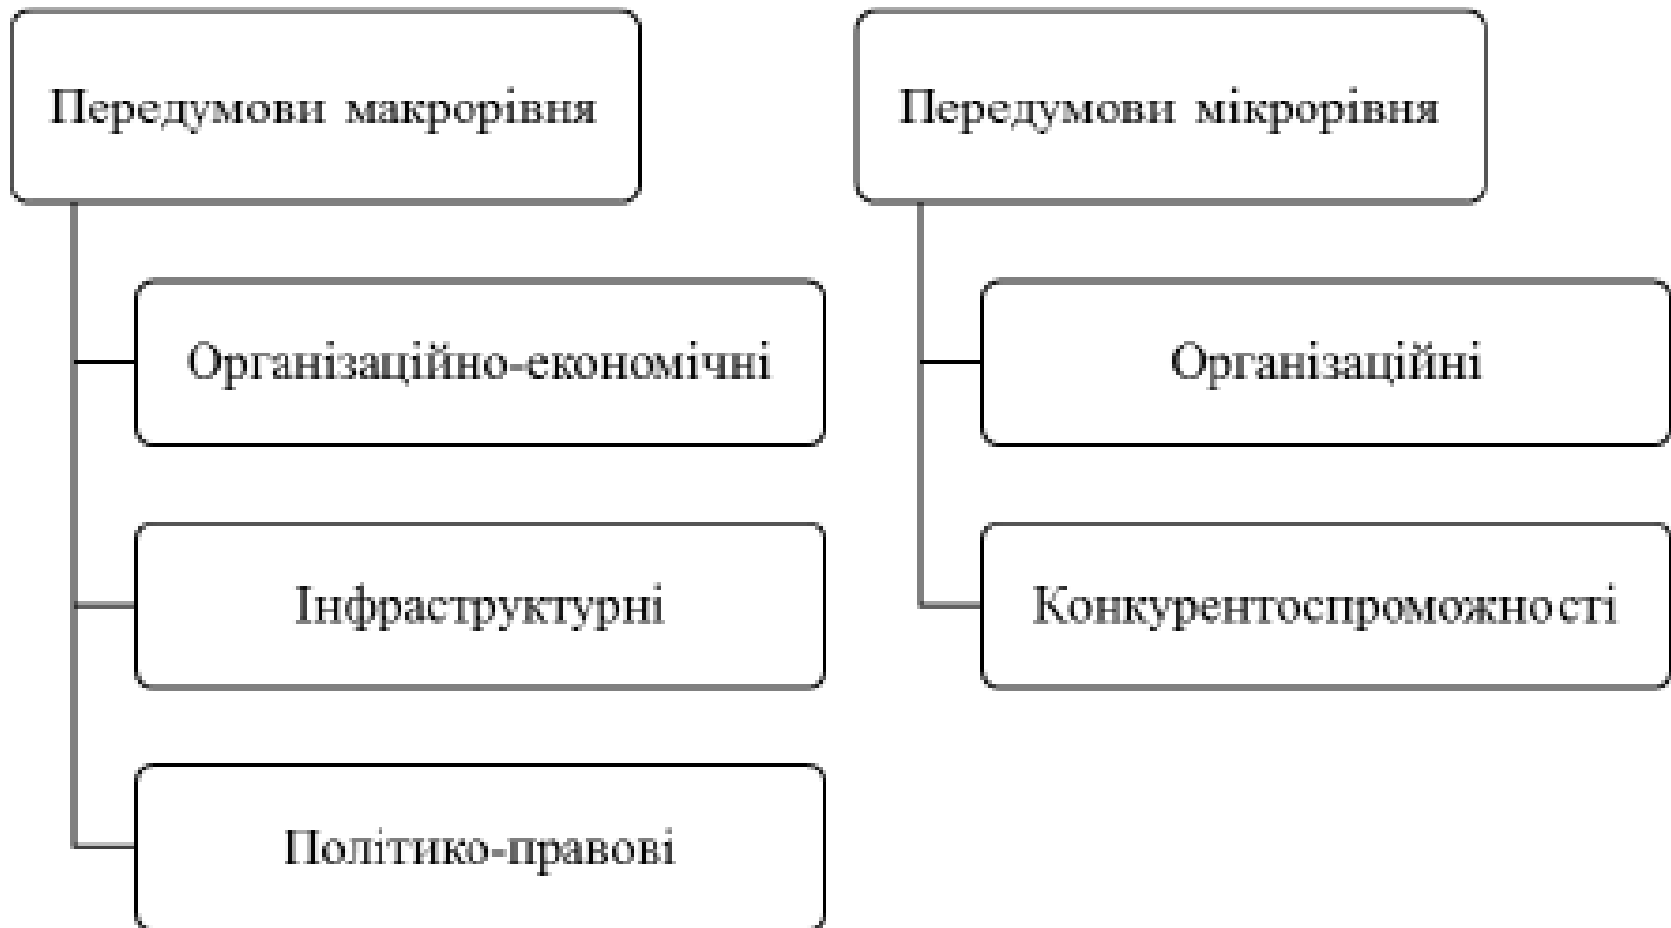 Передумови макрорівня
Організаційно-економічні
Інфраструктурні
Політико-правові
Передумови мікрорівня
Організаційні
Конкурентоспроможності